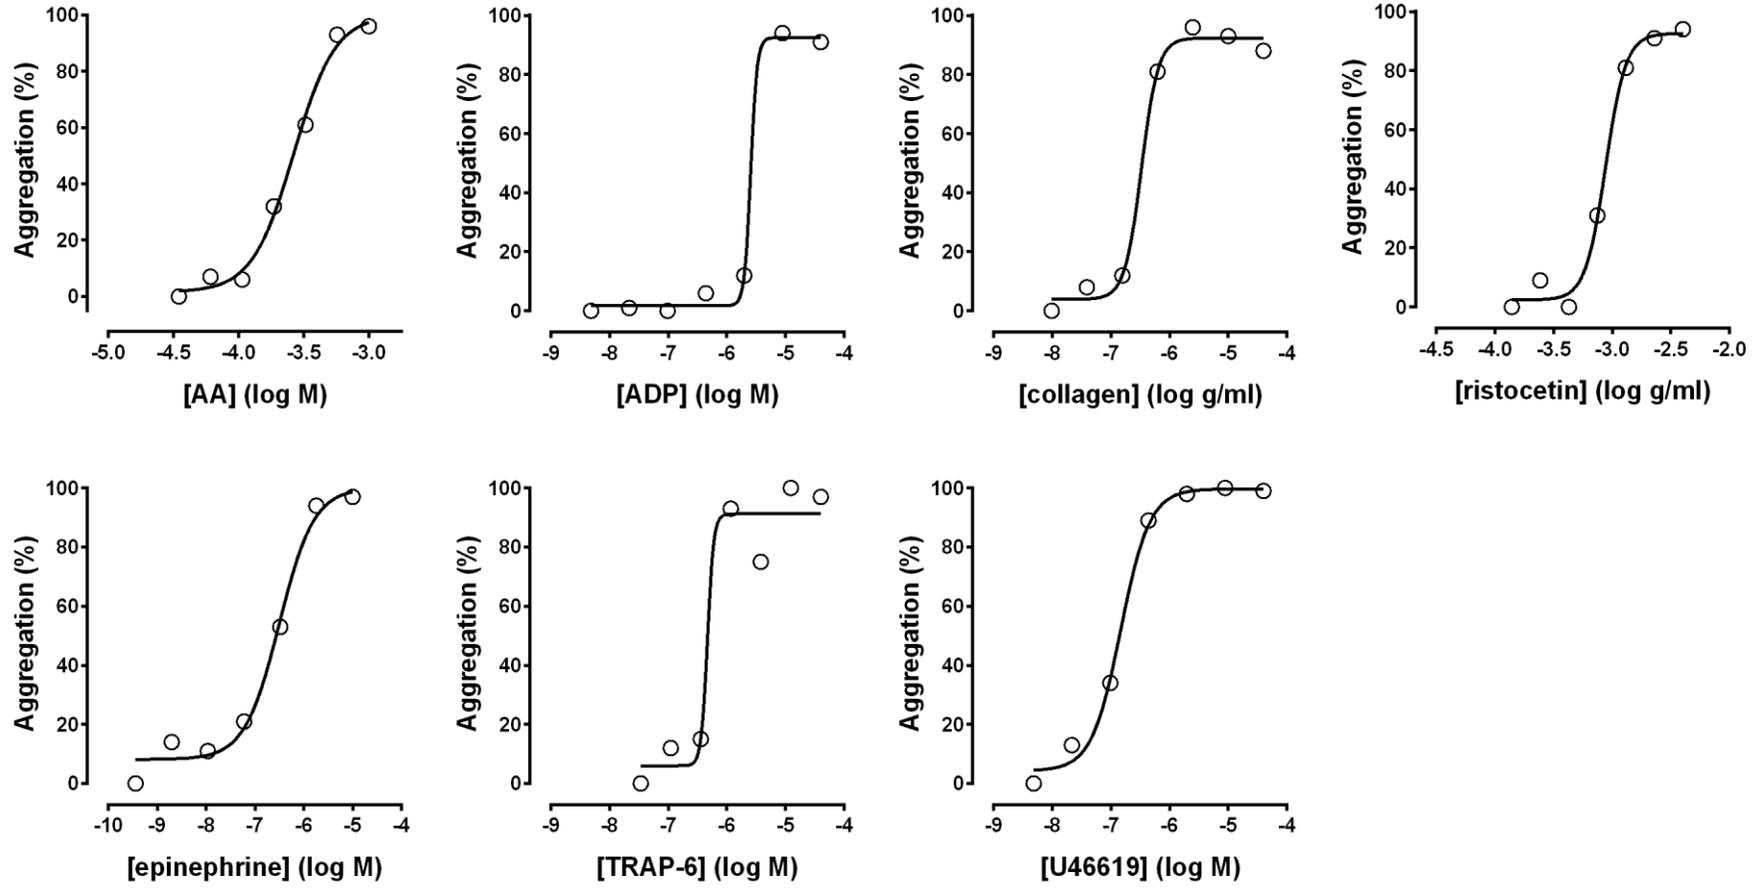 100
80
60
40
20
0
Aggregation (%)
-5.0 -4.5 -4.0 -3.5 -3.0
[AA] (log M)
100
80
60
40
20
0
Aggregation (%)
-9 -8 -7 -6 -5 -4
[ADP] (log M)
100
80
60
40
20
0
Aggregation (%)
-9 -8 -7 -6 -5 -4
[collagen] (log g/ml)
100
80
60
40
20
0
Aggregation (%)
-4.5 -4.0 -3.5 -3.0 -2.5 -2.0
[ristocetin] (log g/ml)
100
80
60
40
20
0
Aggregation (%)
-10 -9 -8 -7 -6 -5 -4
[epinephrine] (log M)
100
80
60
40
20
0
Aggregation (%)
-9 -8 -7 -6 -5 -4
[TRAP-6] (log M)
100
80
60
40
20
0
Aggregation (%)
-9 -8 -7 -6 -5 -4
[U46619] (log M)